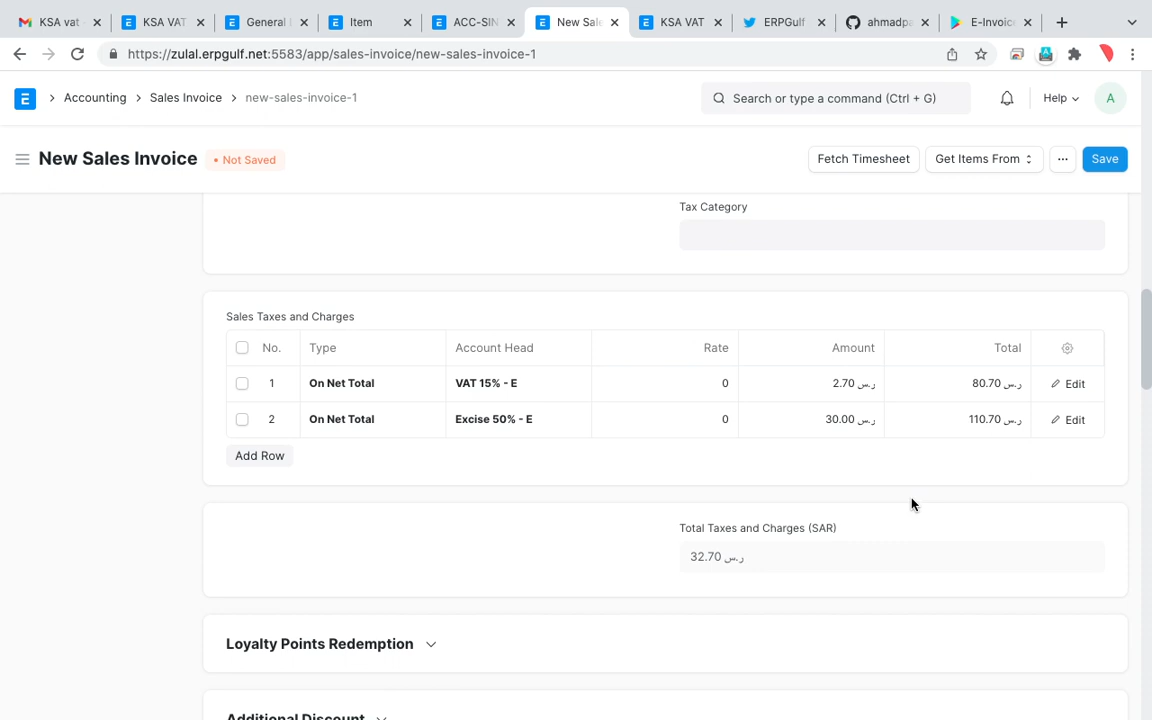 KSA vat
KSA VAT
General
Item
ACC-SIN
New Sale
KSA VAT
ERPGulf
ahmadpa
E-Invoice
https://zulal.erpgulf.net:5583/app/sales-invoice/new-sales-invoice-1
E
Accounting
Sales Invoice
new-sales-invoice-1
Search or type a command (Ctrl + G)
Help
A
New Sales Invoice
• Not Saved
Fetch Timesheet
Get Items From
···
Save
Tax Category
Sales Taxes and Charges
No. Type Account Head Rate Amount Total
1 On Net Total VAT 15% - E 0 2.70 ر.س 80.70 ر.س Edit
2 On Net Total Excise 50% - E 0 30.00 ر.س 110.70 ر.س Edit
Add Row
Total Taxes and Charges (SAR)
32.70 ر.س
Loyalty Points Redemption
Additional Discount